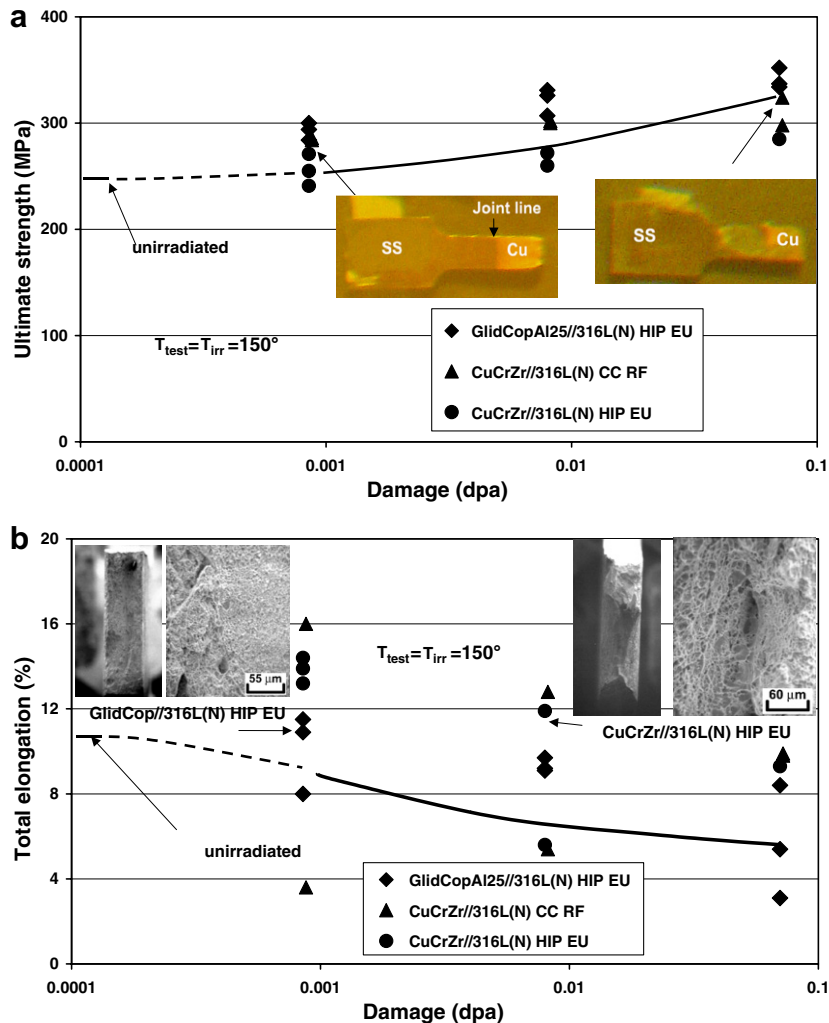 a
400
300
200
100
0
Ultimate strength (MPa)
unirradiated
Joint line
SS
Cu
SS
Cu
T_test=T_irr=150°
GlidCopAl25//316L(N) HIP EU
CuCrZr//316L(N) CC RF
CuCrZr//316L(N) HIP EU
0.0001
0.001
0.01
0.1
Damage (dpa)
b
20
16
12
8
4
0
Total elongation (%)
55 μm
60 μm
T_test=T_irr=150°
GlidCop//316L(N) HIP EU
CuCrZr//316L(N) HIP EU
unirradiated
GlidCopAl25//316L(N) HIP EU
CuCrZr//316L(N) CC RF
CuCrZr//316L(N) HIP EU
0.0001
0.001
0.01
0.1
Damage (dpa)